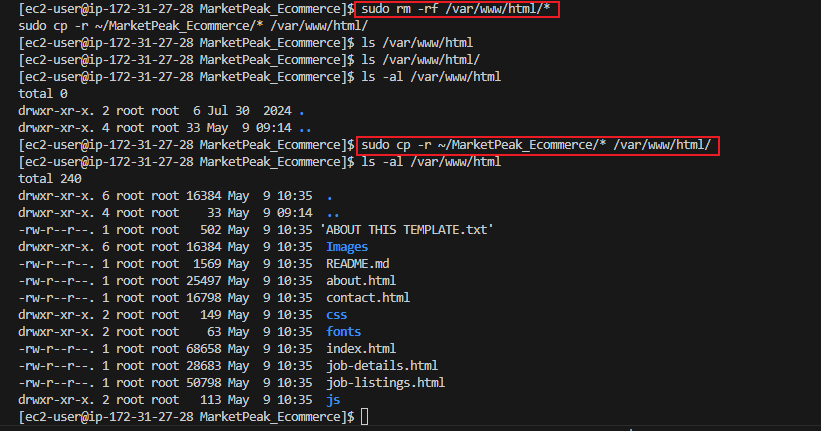 [ec2-user@ip-172-31-27-28 MarketPeak_Ecommerce]$ sudo rm -rf /var/www/html/*
sudo cp -r ~/MarketPeak_Ecommerce/* /var/www/html/
[ec2-user@ip-172-31-27-28 MarketPeak_Ecommerce]$ ls /var/www/html
[ec2-user@ip-172-31-27-28 MarketPeak_Ecommerce]$ ls /var/www/html/
[ec2-user@ip-172-31-27-28 MarketPeak_Ecommerce]$ ls -al /var/www/html
total 0
drwxr-xr-x. 2 root root  6 Jul 30  2024 .
drwxr-xr-x. 4 root root 33 May  9 09:14 ..
[ec2-user@ip-172-31-27-28 MarketPeak_Ecommerce]$ sudo cp -r ~/MarketPeak_Ecommerce/* /var/www/html/
[ec2-user@ip-172-31-27-28 MarketPeak_Ecommerce]$ ls -al /var/www/html
total 240
drwxr-xr-x. 6 root root 16384 May  9 10:35  .
drwxr-xr-x. 4 root root    33 May  9 09:14  ..
-rw-r--r--. 1 root root   502 May  9 10:35 'ABOUT THIS TEMPLATE.txt'
drwxr-xr-x. 6 root root 16384 May  9 10:35  Images
-rw-r--r--. 1 root root  1569 May  9 10:35  README.md
-rw-r--r--. 1 root root 25497 May  9 10:35  about.html
-rw-r--r--. 1 root root 16798 May  9 10:35  contact.html
drwxr-xr-x. 2 root root   149 May  9 10:35  css
drwxr-xr-x. 2 root root    63 May  9 10:35  fonts
-rw-r--r--. 1 root root 68658 May  9 10:35  index.html
-rw-r--r--. 1 root root 28683 May  9 10:35  job-details.html
-rw-r--r--. 1 root root 50798 May  9 10:35  job-listings.html
drwxr-xr-x. 2 root root   113 May  9 10:35  js
[ec2-user@ip-172-31-27-28 MarketPeak_Ecommerce]$